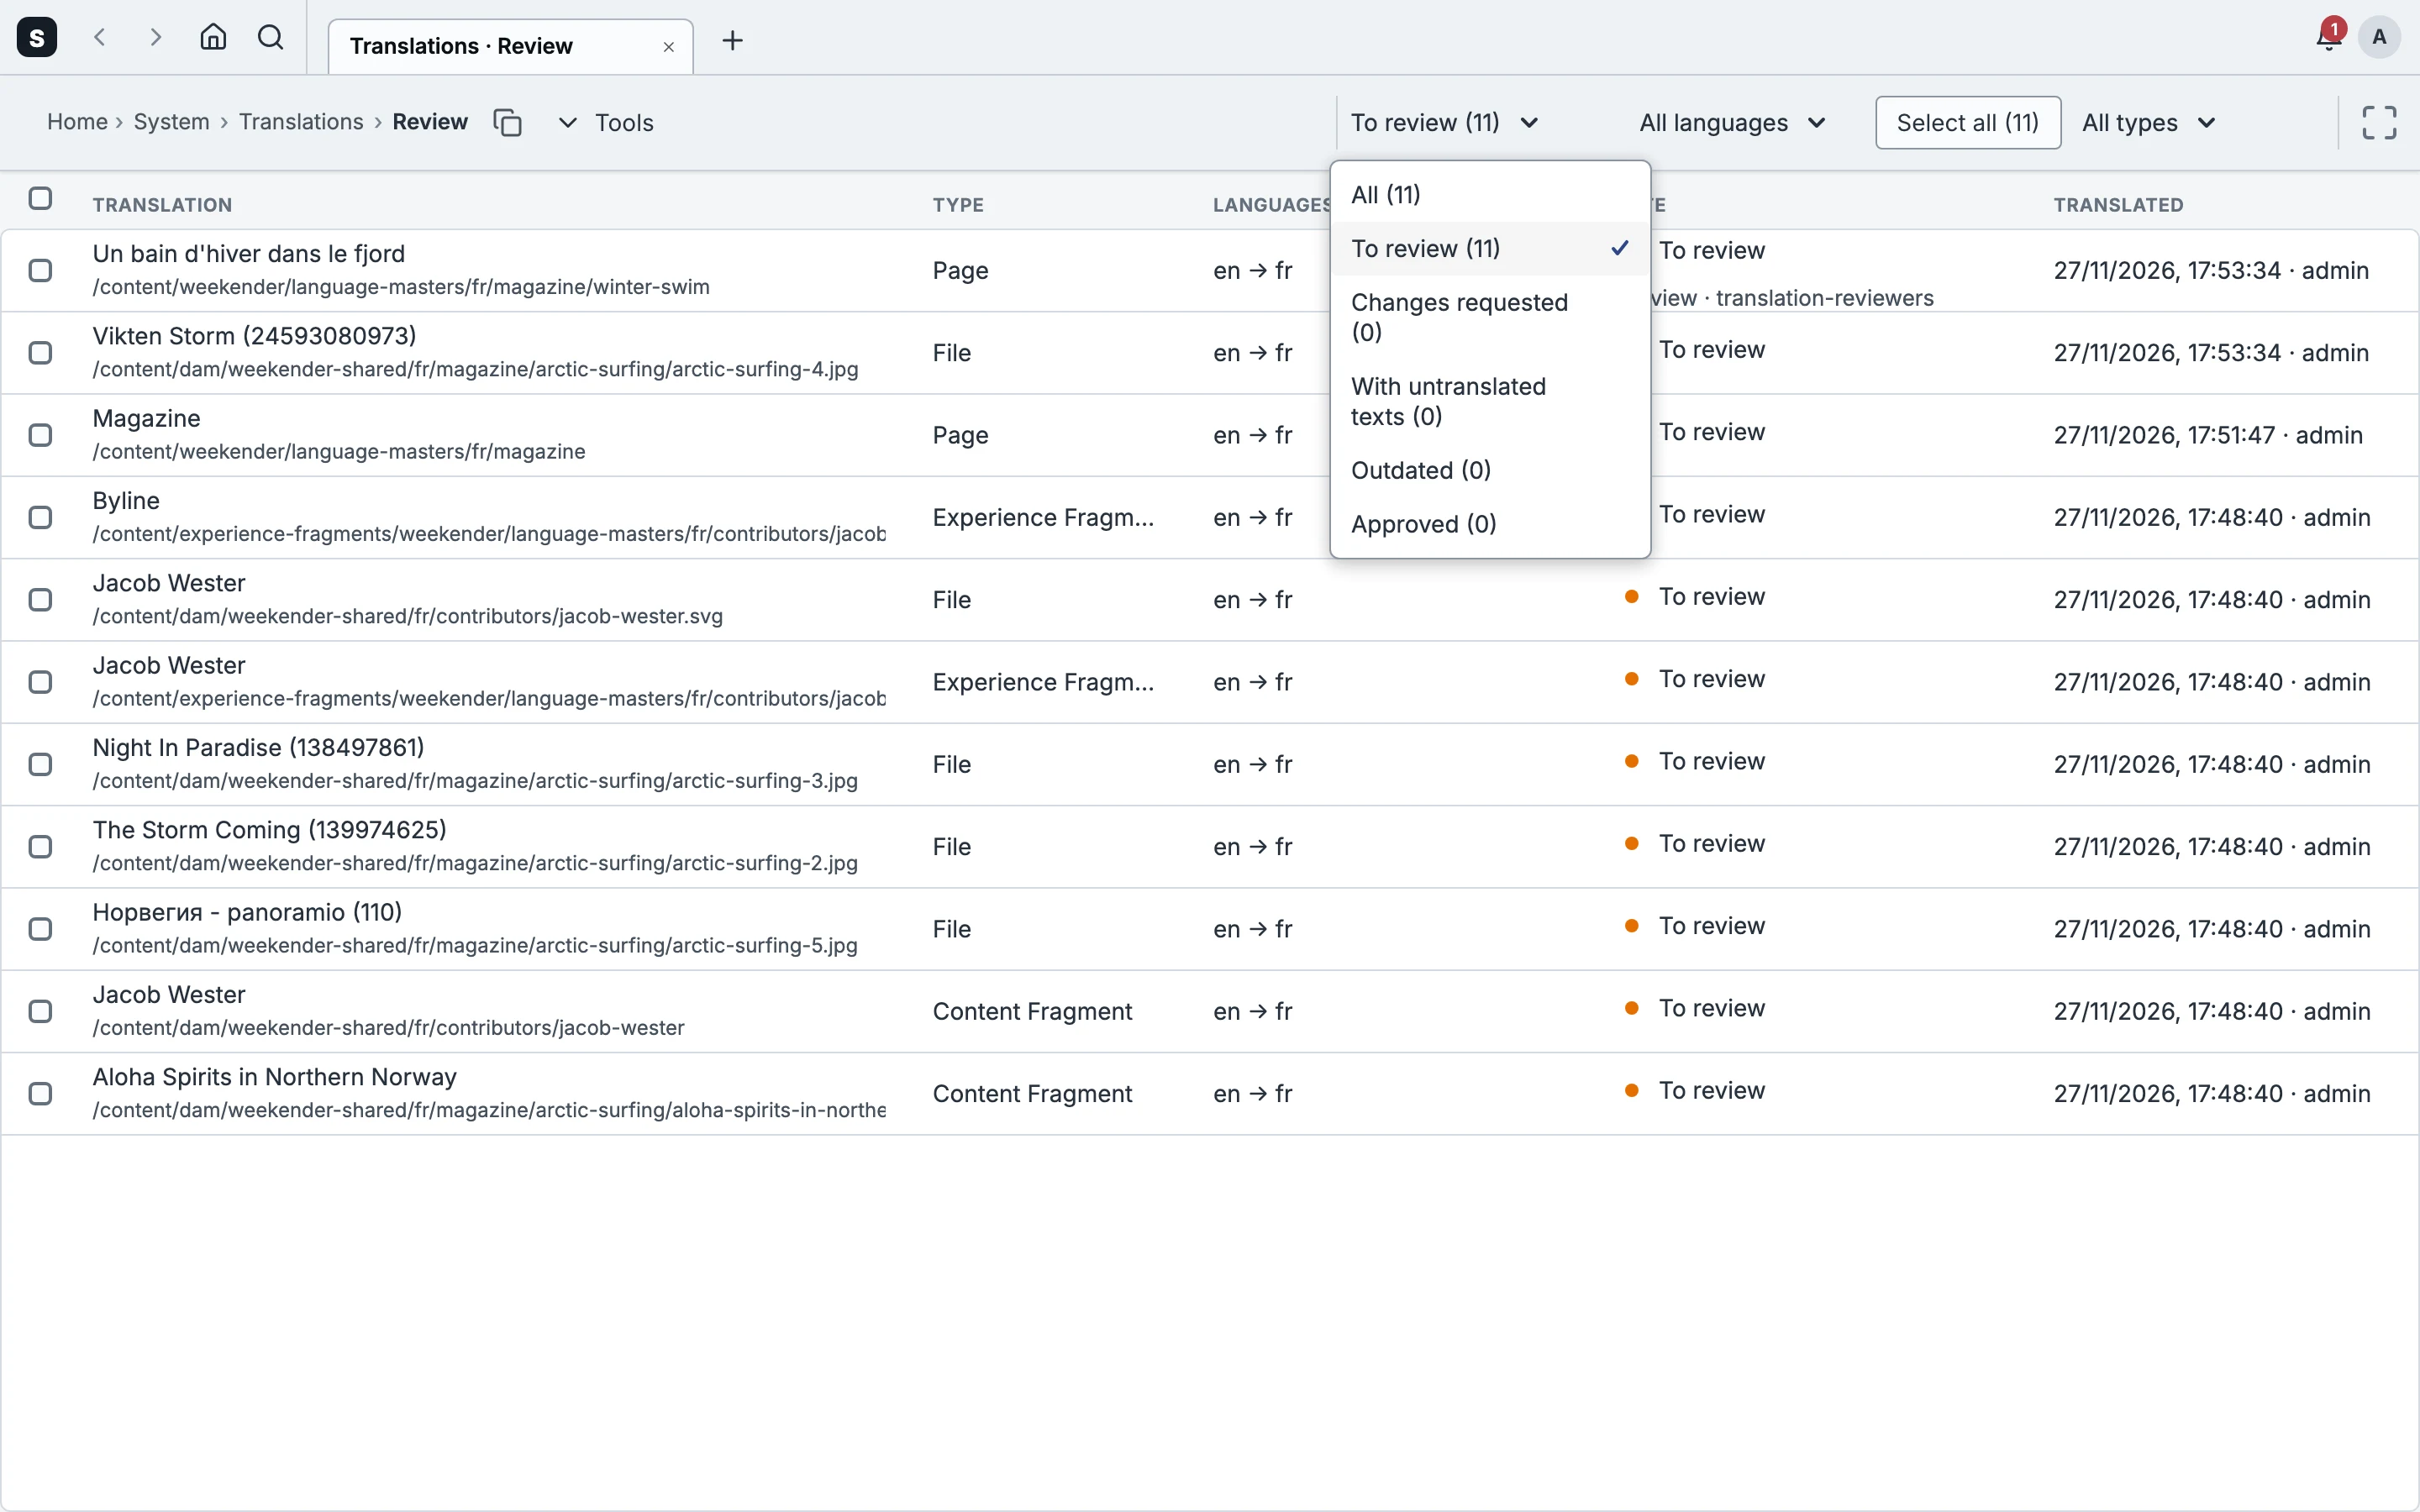 S
Translations · Review
1
A
Home › System › Translations › Review
Tools
To review (11)
All languages
Select all (11)
All types
All (11)
To review (11)
Changes requested
(0)
With untranslated
texts (0)
Outdated (0)
Approved (0)
TRANSLATION
TYPE
LANGUAGES
TRANSLATED
Un bain d'hiver dans le fjord
/content/weekender/language-masters/fr/magazine/winter-swim
Page
en → fr
To review
· translation-reviewers
27/11/2026, 17:53:34 · admin
Vikten Storm (24593080973)
/content/dam/weekender-shared/fr/magazine/arctic-surfing/arctic-surfing-4.jpg
File
en → fr
To review
27/11/2026, 17:53:34 · admin
Magazine
/content/weekender/language-masters/fr/magazine
Page
en → fr
To review
27/11/2026, 17:51:47 · admin
Byline
/content/experience-fragments/weekender/language-masters/fr/contributors/jacob
Experience Fragm...
en → fr
To review
27/11/2026, 17:48:40 · admin
Jacob Wester
/content/dam/weekender-shared/fr/contributors/jacob-wester.svg
File
en → fr
To review
27/11/2026, 17:48:40 · admin
Jacob Wester
/content/experience-fragments/weekender/language-masters/fr/contributors/jacob
Experience Fragm...
en → fr
To review
27/11/2026, 17:48:40 · admin
Night In Paradise (138497861)
/content/dam/weekender-shared/fr/magazine/arctic-surfing/arctic-surfing-3.jpg
File
en → fr
To review
27/11/2026, 17:48:40 · admin
The Storm Coming (139974625)
/content/dam/weekender-shared/fr/magazine/arctic-surfing/arctic-surfing-2.jpg
File
en → fr
To review
27/11/2026, 17:48:40 · admin
Норвегия - panoramio (110)
/content/dam/weekender-shared/fr/magazine/arctic-surfing/arctic-surfing-5.jpg
File
en → fr
To review
27/11/2026, 17:48:40 · admin
Jacob Wester
/content/dam/weekender-shared/fr/contributors/jacob-wester
Content Fragment
en → fr
To review
27/11/2026, 17:48:40 · admin
Aloha Spirits in Northern Norway
/content/dam/weekender-shared/fr/magazine/arctic-surfing/aloha-spirits-in-northe
Content Fragment
en → fr
To review
27/11/2026, 17:48:40 · admin